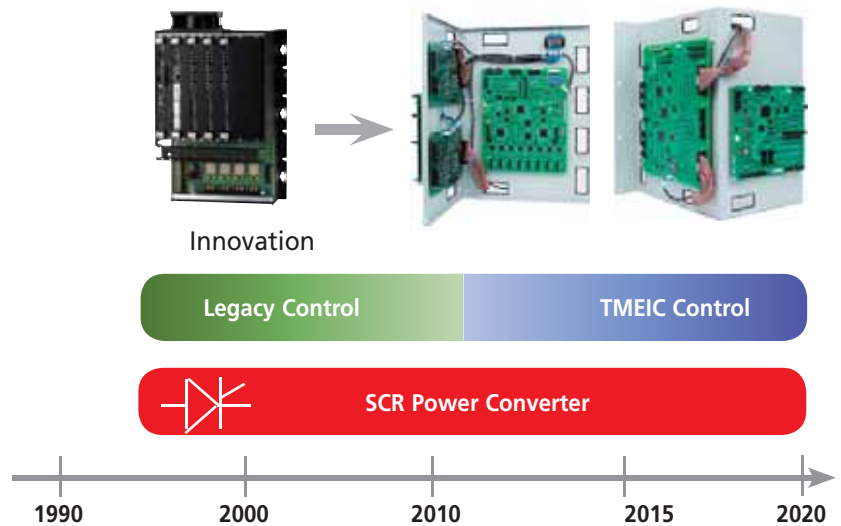 Innovation
Legacy Control
TMEIC Control
SCR Power Converter
1990
2000
2010
2015
2020